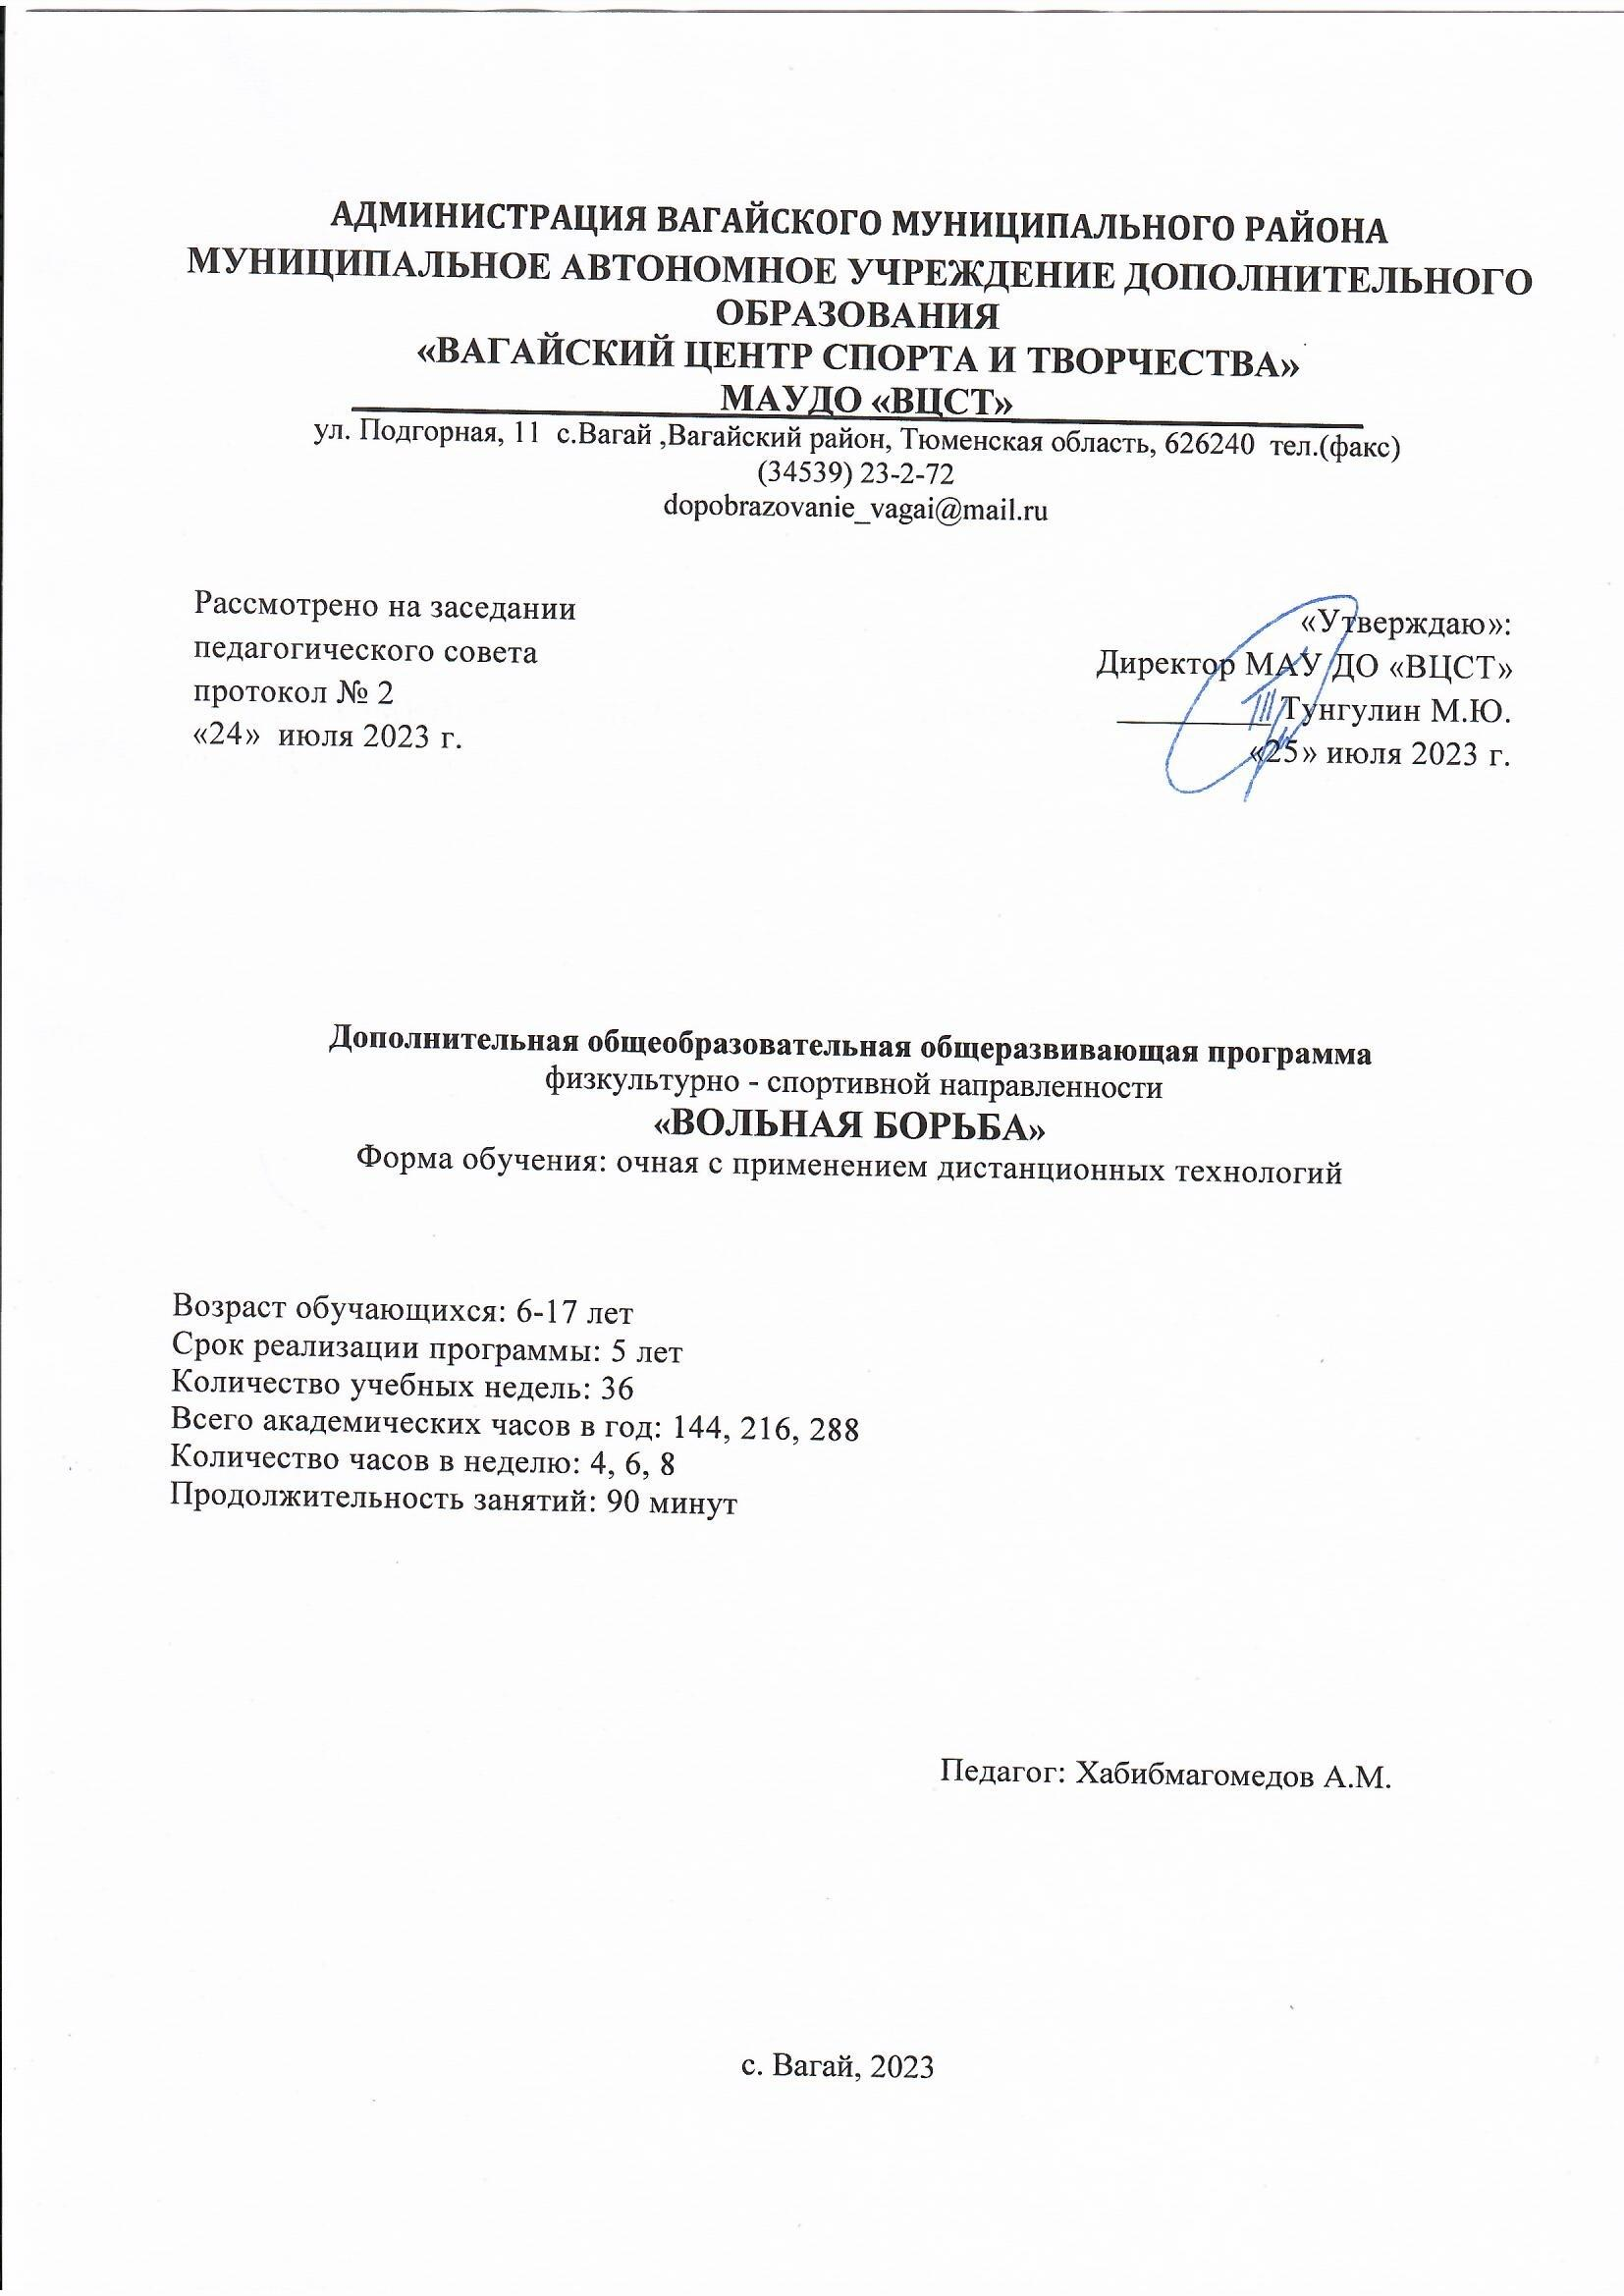 АДМИНИСТРАЦИЯ ВАГАЙСКОГО МУНИЦИПАЛЬНОГО РАЙОНА
МУНИЦИПАЛЬНОЕ АВТОНОМНОЕ УЧРЕЖДЕНИЕ ДОПОЛНИТЕЛЬНОГО
ОБРАЗОВАНИЯ
«ВАГАЙСКИЙ ЦЕНТР СПОРТА И ТВОРЧЕСТВА»
МАУДО «ВЦСТ»
ул. Подгорная, 11  с.Вагай ,Вагайский район, Тюменская область, 626240  тел.(факс)
(34539) 23-2-72
dopobrazovanie_vagai@mail.ru
Рассмотрено на заседании
педагогического совета
протокол № 2
«24»  июля 2023 г.
«Утверждаю»:
Директор МАУ ДО «ВЦСТ»
_________ Тунгулин М.Ю.
«25» июля 2023 г.
Дополнительная общеобразовательная общеразвивающая программа
физкультурно - спортивной направленности
«ВОЛЬНАЯ БОРЬБА»
Форма обучения: очная с применением дистанционных технологий
Возраст обучающихся: 6-17 лет
Срок реализации программы: 5 лет
Количество учебных недель: 36
Всего академических часов в год: 144, 216, 288
Количество часов в неделю: 4, 6, 8
Продолжительность занятий: 90 минут
Педагог: Хабибмагомедов А.М.
с. Вагай, 2023